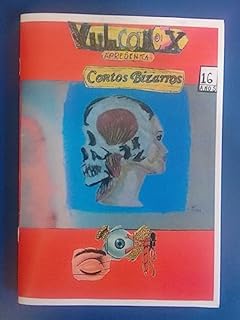 APRESENTA
Contos Bizarros
16
ANOS